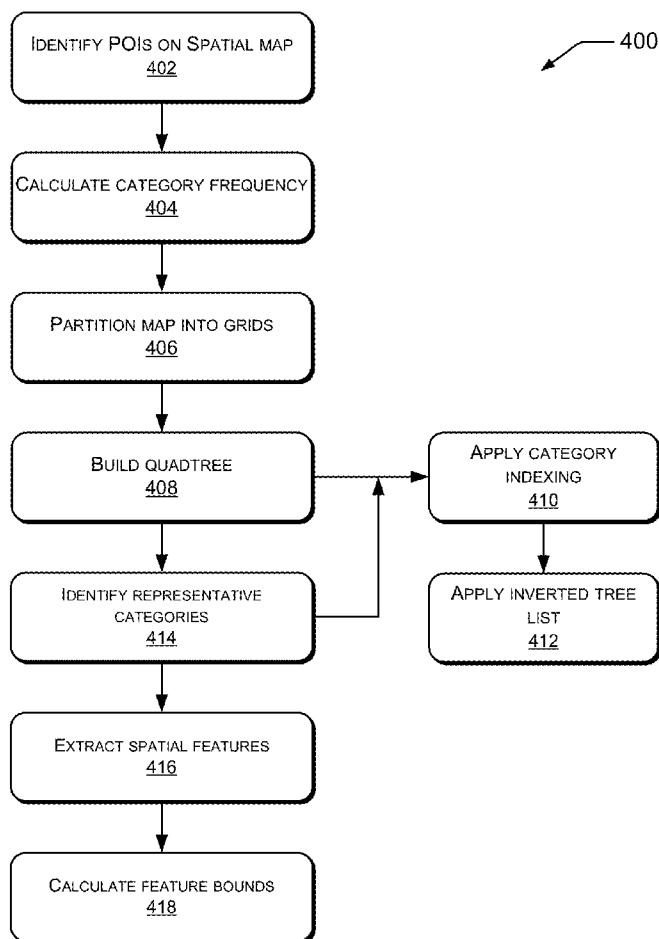 IDENTIFY POIS ON SPATIAL MAP
402
400
CALCULATE CATEGORY FREQUENCY
404
PARTITION MAP INTO GRIDS
406
BUILD QUADTREE
408
APPLY CATEGORY
INDEXING
410
IDENTIFY REPRESENTATIVE
CATEGORIES
414
APPLY INVERTED TREE
LIST
412
EXTRACT SPATIAL FEATURES
416
CALCULATE FEATURE BOUNDS
418